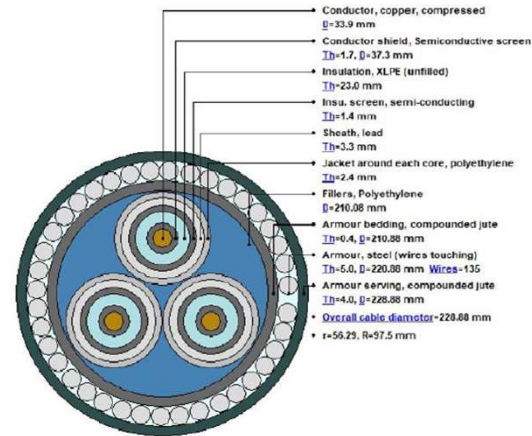 Conductor, copper, compressed
D=33.9 mm
Conductor shield, Semiconductive screen
Th=1.7, D=37.3 mm
Insulation, XLPE (unfilled)
Th=23.0 mm
Insu. screen, semi-conducting
Th=1.4 mm
Sheath, lead
Th=3.3 mm
Jacket around each core, polyethylene
Th=2.4 mm
Fillers, Polyethylene
D=210.08 mm
Armour bedding, compounded jute
Th=0.4, D=210.88 mm
Armour, steel (wires touching)
Th=5.0, D=220.88 mm Wires=135
Armour serving, compounded jute
Th=4.0, D=228.88 mm
Overall cable diamotor=228.88 mm
r=56.29, R=97.5 mm